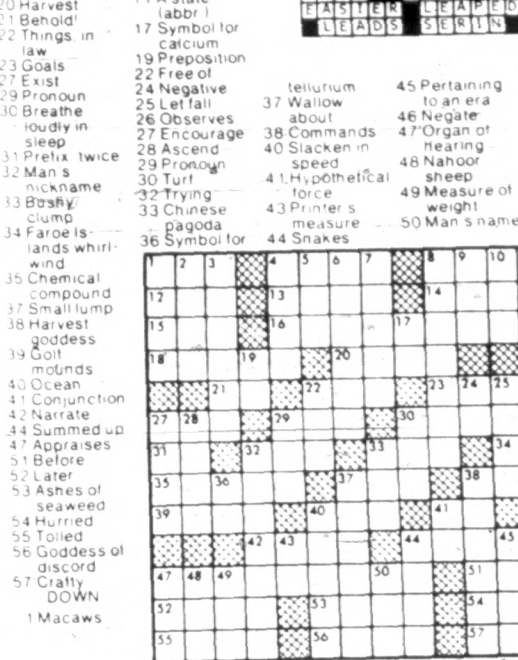 20 Harvest
21 Behold!
22 Things, in
law
23 Goals
27 Exist
29 Pronoun
30 Breathe
loudly in
sleep
31 Prefix twice
32 Man s
nickname
33 Bushy
clump
34 Faroe Is-
lands whirl-
wind
35 Chemical
compound
37 Small lump
38 Harvest
goddess
39 Golf
mounds
40 Ocean
41 Conjunction
42 Narrate
44 Summed up
47 Appraises
51 Before
52 Later
53 Ashes of
seaweed
54 Hurried
55 Tolled
56 Goddess of
discord
57 Crafty
DOWN
1 Macaws
A state
(abbr )
17 Symbol for
calcium
19 Preposition
22 Free of
24 Negative
25 Let fall
26 Observes
27 Encourage
28 Ascend
29 Pronoun
30 Turf
32 Trying
33 Chinese
pagoda
36 Symbol for
tellurium
37 Wallow
about
38 Commands
40 Slacken in
speed
41 Hypothetical
force
43 Printer s
measure
44 Snakes
EASTER LEAPED
LEADS SERIN
45 Pertaining
to an era
46 Negate
47 Organ of
hearing
48 Nahoor
sheep
49 Measure of
weight
50 Man s name
1 2 3 4 5 6 7 8 9 10
12 13 14
15 16 17
18 19 20
21 22 23 24 25
27 28 29 30
31 32 33 34
35 36 37 38
39 40 41
42 43 44 45
47 48 49 50 51
52 53 54
55 56 57